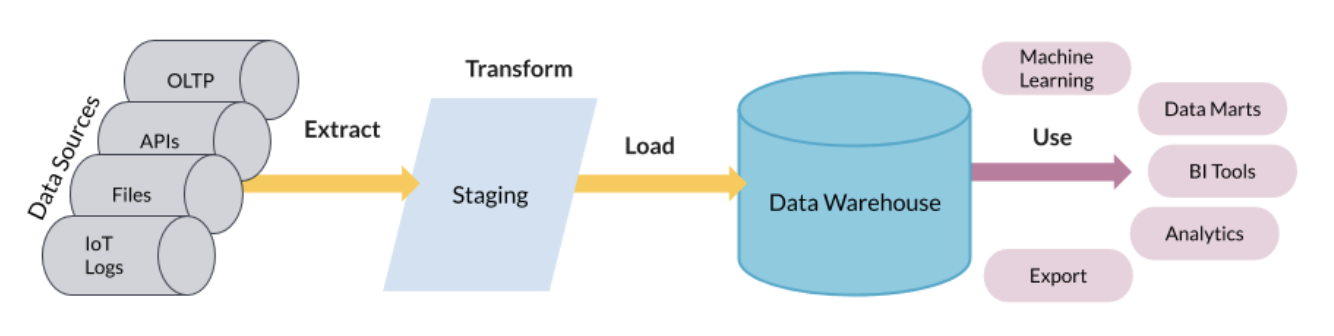 Data Sources
OLTP
APIs
Files
IoT
Logs
Extract
Transform
Staging
Load
Data Warehouse
Use
Machine
Learning
Data Marts
BI Tools
Analytics
Export